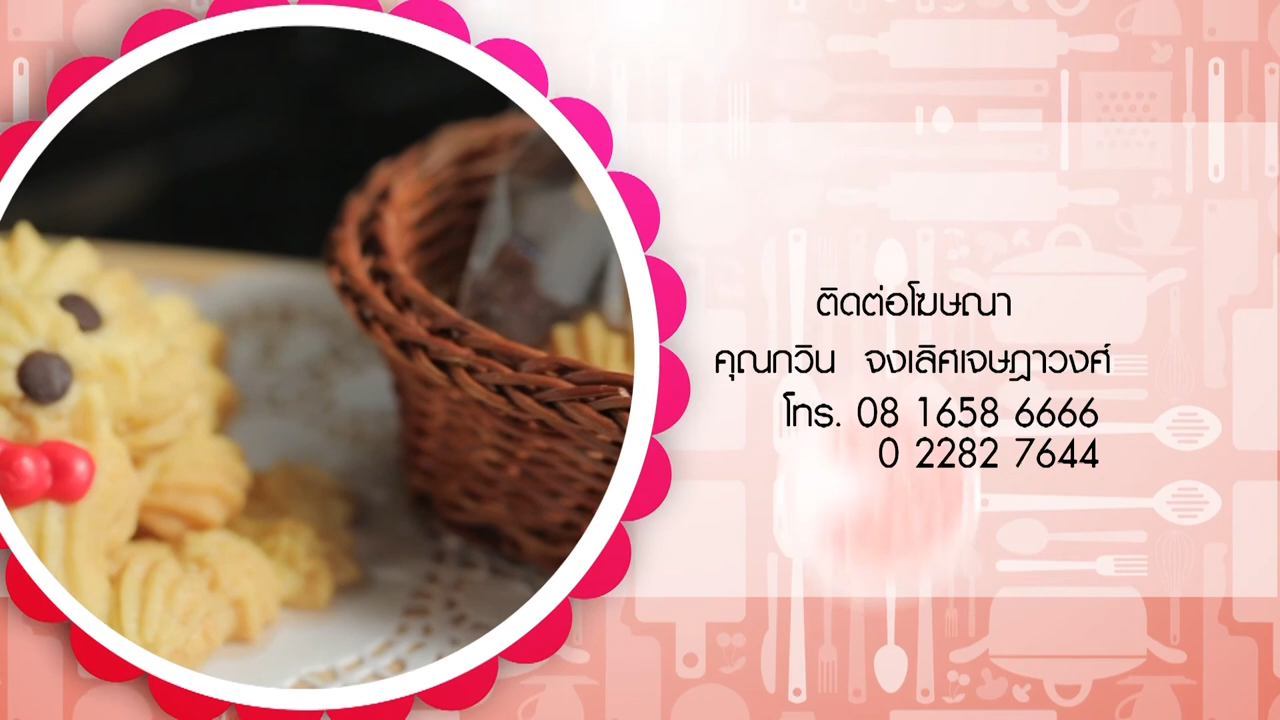 ติดต่อโฆษณา
คุณกวิน จงเลิศเจษฎาวงศ์
โทร. 08 1658 6666
0 2282 7644